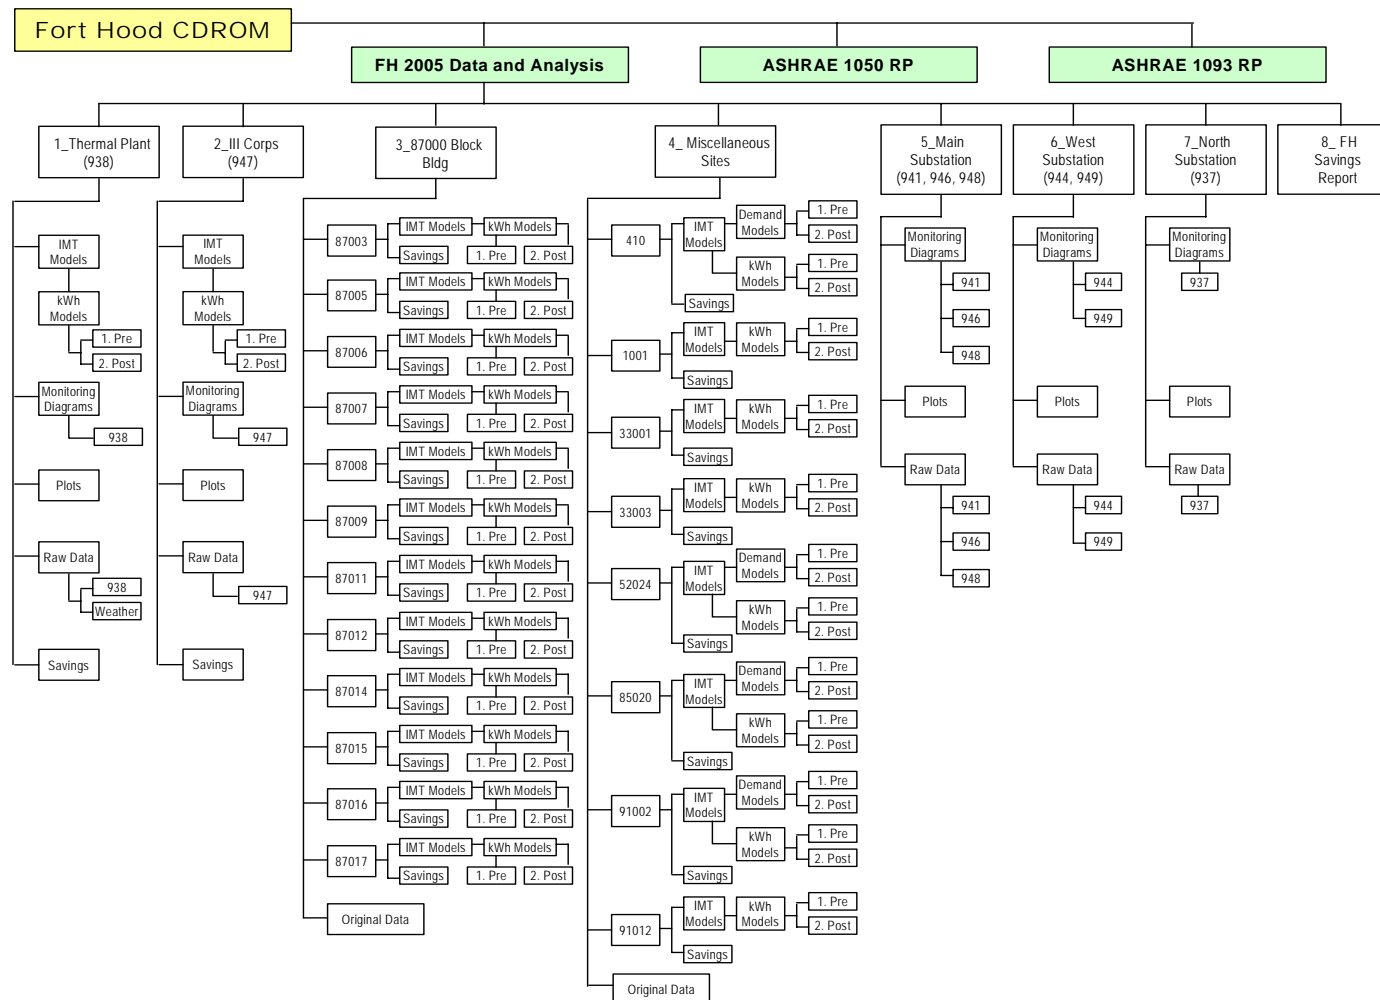 Fort Hood CDROM
FH 2005 Data and Analysis
ASHRAE 1050 RP
ASHRAE 1093 RP
1_Thermal Plant
(938)
IMT
Models
kWh
Models
1. Pre
2. Post
Monitoring
Diagrams
938
Plots
Raw Data
938
Weather
Savings
2_III Corps
(947)
IMT
Models
kWh
Models
1. Pre
2. Post
Monitoring
Diagrams
947
Plots
Raw Data
947
Savings
3_87000 Block
Bldg
87003
IMT Models
kWh Models
Savings
1. Pre
2. Post
87005
IMT Models
kWh Models
Savings
1. Pre
2. Post
87006
IMT Models
kWh Models
Savings
1. Pre
2. Post
87007
IMT Models
kWh Models
Savings
1. Pre
2. Post
87008
IMT Models
kWh Models
Savings
1. Pre
2. Post
87009
IMT Models
kWh Models
Savings
1. Pre
2. Post
87011
IMT Models
kWh Models
Savings
1. Pre
2. Post
87012
IMT Models
kWh Models
Savings
1. Pre
2. Post
87014
IMT Models
kWh Models
Savings
1. Pre
2. Post
87015
IMT Models
kWh Models
Savings
1. Pre
2. Post
87016
IMT Models
kWh Models
Savings
1. Pre
2. Post
87017
IMT Models
kWh Models
Savings
1. Pre
2. Post
Original Data
4_ Miscellaneous
Sites
410
IMT
Models
Demand
Models
1. Pre
2. Post
kWh
Models
1. Pre
2. Post
Savings
1001
IMT
Models
kWh
Models
1. Pre
2. Post
Savings
33001
IMT
Models
kWh
Models
1. Pre
2. Post
Savings
33003
IMT
Models
kWh
Models
1. Pre
2. Post
Savings
52024
IMT
Models
Demand
Models
1. Pre
2. Post
kWh
Models
1. Pre
2. Post
Savings
85020
IMT
Models
Demand
Models
1. Pre
2. Post
kWh
Models
1. Pre
2. Post
Savings
91002
IMT
Models
Demand
Models
1. Pre
2. Post
kWh
Models
1. Pre
2. Post
Savings
91012
IMT
Models
kWh
Models
1. Pre
2. Post
Savings
Original Data
5_Main
Substation
(941, 946, 948)
Monitoring
Diagrams
941
946
948
Plots
Raw Data
941
946
948
6_West
Substation
(944, 949)
Monitoring
Diagrams
944
949
Plots
Raw Data
944
949
7_North
Substation
(937)
Monitoring
Diagrams
937
Plots
Raw Data
937
8_ FH
Savings
Report